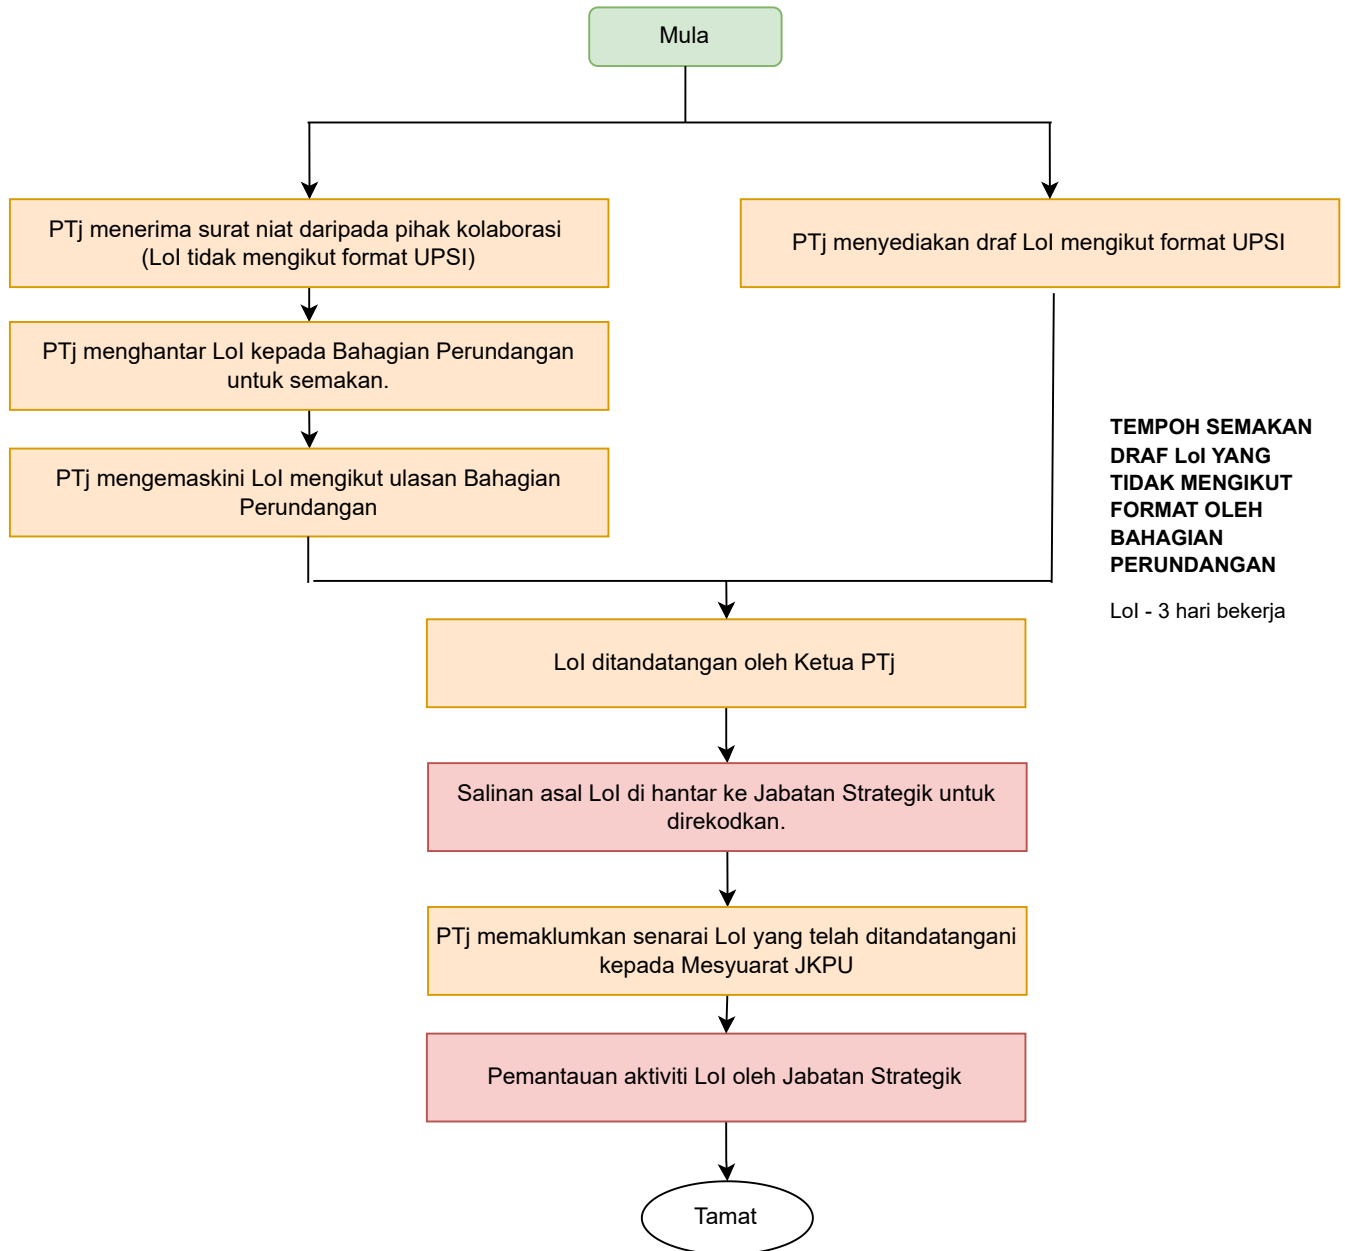 Mula
PTj menerima surat niat daripada pihak kolaborasi
(LoI tidak mengikut format UPSI)
PTj menyediakan draf LoI mengikut format UPSI
PTj menghantar LoI kepada Bahagian Perundangan
untuk semakan.
PTj mengemaskini LoI mengikut ulasan Bahagian
Perundangan
TEMPOH SEMAKAN
DRAF LoI YANG
TIDAK MENGIKUT
FORMAT OLEH
BAHAGIAN
PERUNDANGAN
LoI - 3 hari bekerja
LoI ditandatangan oleh Ketua PTj
Salinan asal LoI di hantar ke Jabatan Strategik untuk
direkodkan.
PTj memaklumkan senarai LoI yang telah ditandatangani
kepada Mesyuarat JKPU
Pemantauan aktiviti LoI oleh Jabatan Strategik
Tamat